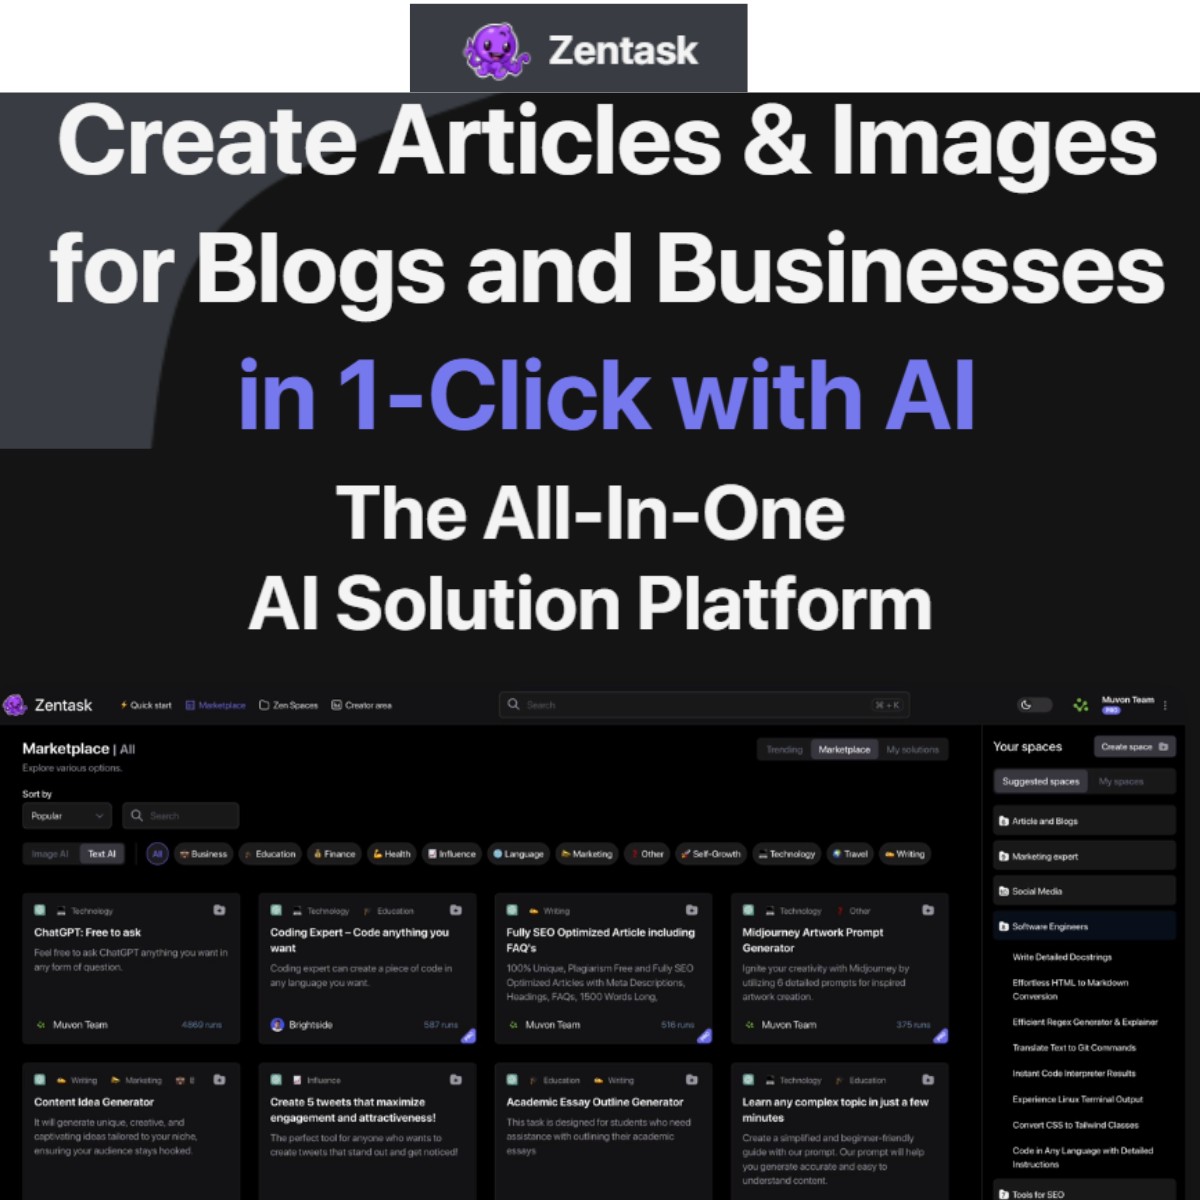 Zentask
Create Articles & Images
for Blogs and Businesses
in 1-Click with AI
The All-In-One
AI Solution Platform
Zentask
Quick start
Marketplace
Zen Spaces
Creator area
Search
⌘ + K
Muvon Team
PRO
Marketplace | All
Explore various options.
Trending
Marketplace
My solutions
Sort by
Popular
Search
Image AI
Text AI
All
Business
Education
Finance
Health
Influence
Language
Marketing
Other
Self-Growth
Technology
Travel
Writing
Technology
ChatGPT: Free to ask
Feel free to ask ChatGPT anything you want in
any form of question.
Muvon Team
4869 runs
Technology
Education
Coding Expert – Code anything you
want
Coding expert can create a piece of code in
any language you want.
Brightside
587 runs
Writing
Fully SEO Optimized Article including
FAQ's
100% Unique, Plagiarism Free and Fully SEO
Optimized Articles with Meta Descriptions,
Headings, FAQs, 1500 Words Long,
Muvon Team
516 runs
Technology
Other
Midjourney Artwork Prompt
Generator
Ignite your creativity with Midjourney by
utilizing 6 detailed prompts for inspired
artwork creation.
Muvon Team
375 runs
Writing
Marketing
Content Idea Generator
It will generate unique, creative, and
captivating ideas tailored to your niche,
ensuring your audience stays hooked.
Influence
Create 5 tweets that maximize
engagement and attractiveness!
The perfect tool for anyone who wants to
create tweets that stand out and get noticed!
Education
Writing
Academic Essay Outline Generator
This task is designed for students who need
assistance with outlining their academic
essays
Technology
Education
Learn any complex topic in just a few
minutes
Create a simplified and beginner-friendly
guide with our prompt. Our prompt will help
you generate accurate and easy to
understand content.
Your spaces
Create space
Suggested spaces
My spaces
Article and Blogs
Marketing expert
Social Media
Software Engineers
Write Detailed Docstrings
Effortless HTML to Markdown
Conversion
Efficient Regex Generator & Explainer
Translate Text to Git Commands
Instant Code Interpreter Results
Experience Linux Terminal Output
Convert CSS to Tailwind Classes
Code in Any Language with Detailed
Instructions
Tools for SEO